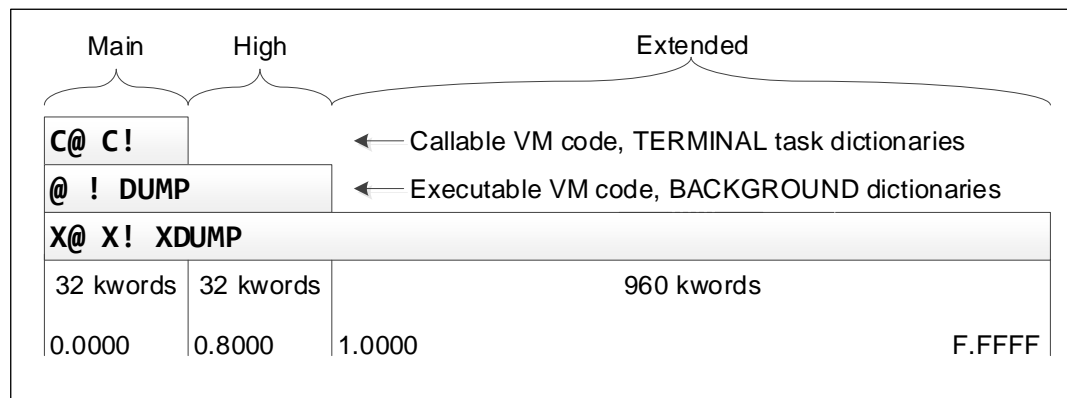 Main High Extended
C@ C! Callable VM code, TERMINAL task dictionaries
@ ! DUMP Executable VM code, BACKGROUND dictionaries
X@ X! XDUMP
32 kwords 32 kwords 960 kwords
0.0000 0.8000 1.0000 F.FFFF